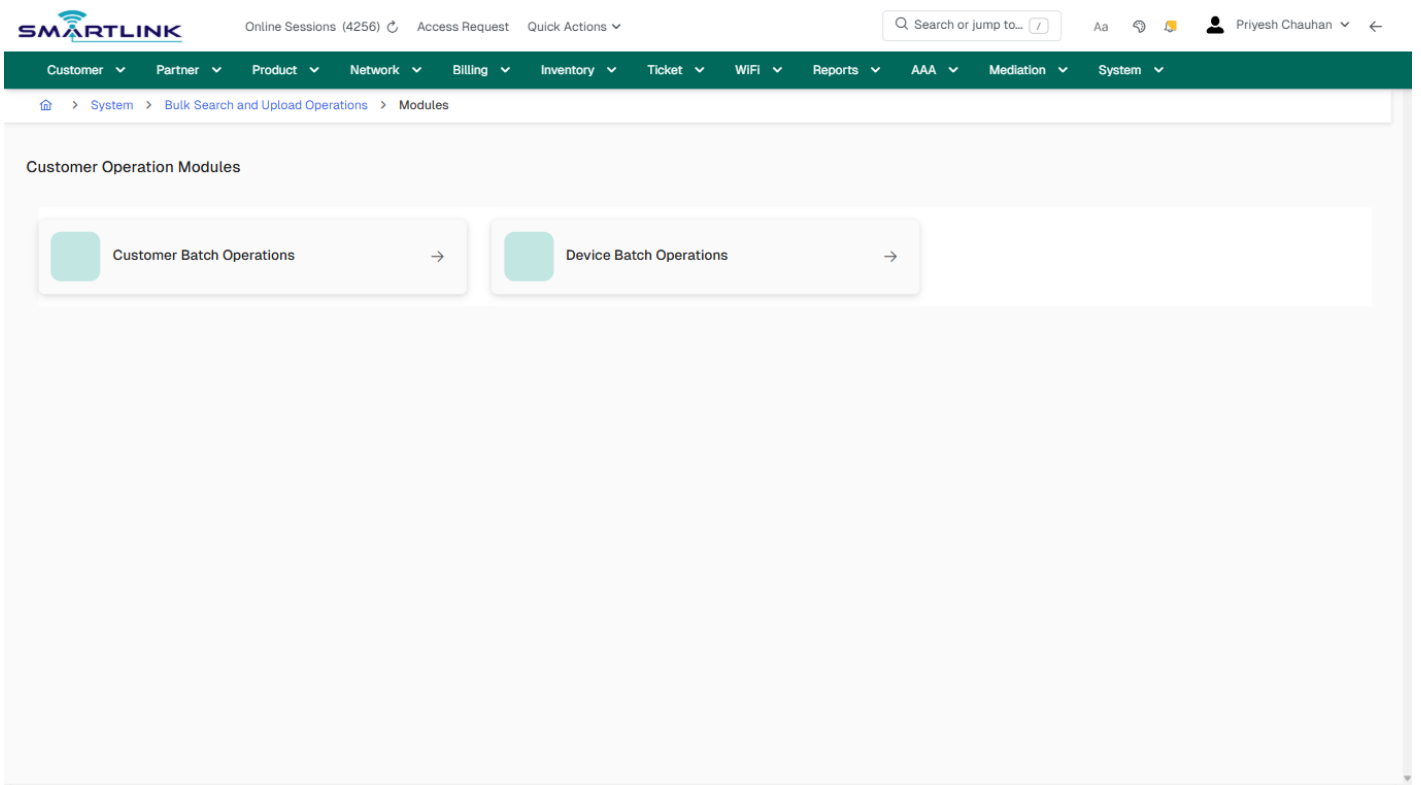 SMARTLINK Online Sessions (4256) Access Request Quick Actions Search or jump to... / Aa Priyesh Chauhan
Customer Partner Product Network Billing Inventory Ticket WiFi Reports AAA Mediation System
System > Bulk Search and Upload Operations > Modules
Customer Operation Modules
Customer Batch Operations Device Batch Operations